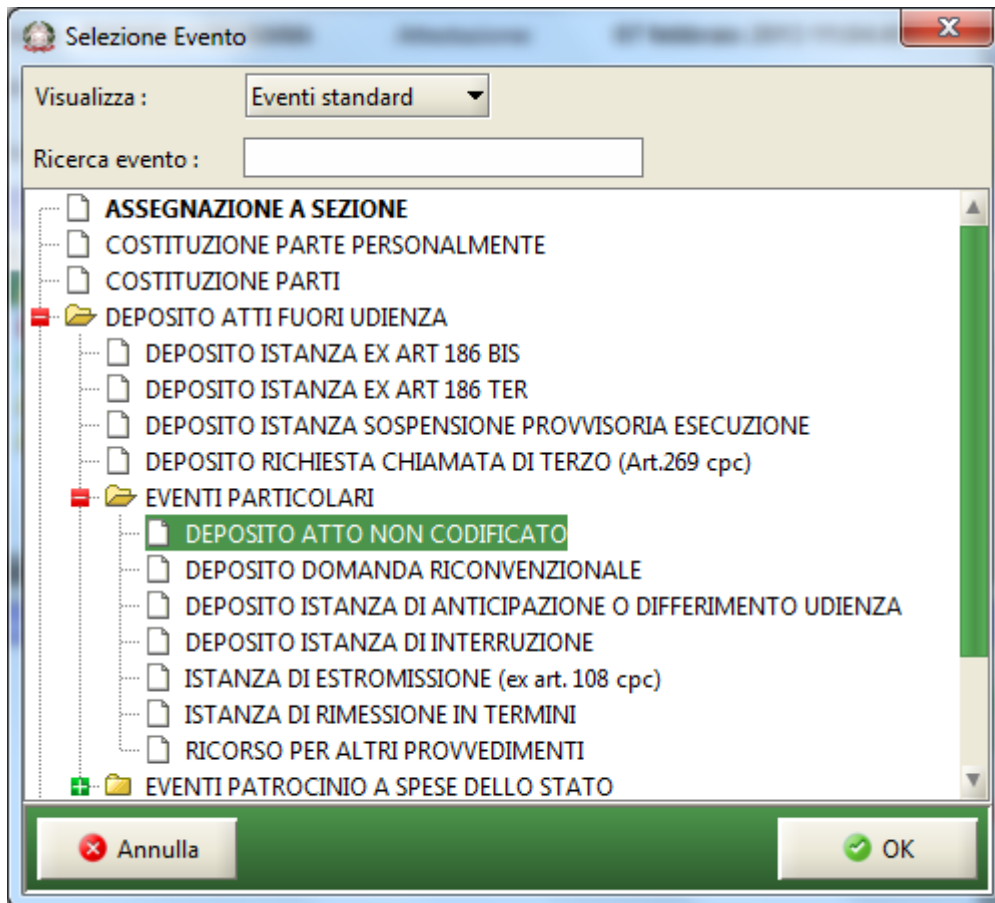 Selezione Evento
Visualizza :
Eventi standard
Ricerca evento :
ASSEGNAZIONE A SEZIONE
COSTITUZIONE PARTE PERSONALMENTE
COSTITUZIONE PARTI
DEPOSITO ATTI FUORI UDIENZA
DEPOSITO ISTANZA EX ART 186 BIS
DEPOSITO ISTANZA EX ART 186 TER
DEPOSITO ISTANZA SOSPENSIONE PROVVISORIA ESECUZIONE
DEPOSITO RICHIESTA CHIAMATA DI TERZO (Art.269 cpc)
EVENTI PARTICOLARI
DEPOSITO ATTO NON CODIFICATO
DEPOSITO DOMANDA RICONVENZIONALE
DEPOSITO ISTANZA DI ANTICIPAZIONE O DIFFERIMENTO UDIENZA
DEPOSITO ISTANZA DI INTERRUZIONE
ISTANZA DI ESTROMISSIONE (ex art. 108 cpc)
ISTANZA DI RIMESSIONE IN TERMINI
RICORSO PER ALTRI PROVVEDIMENTI
EVENTI PATROCINIO A SPESE DELLO STATO
Annulla
OK